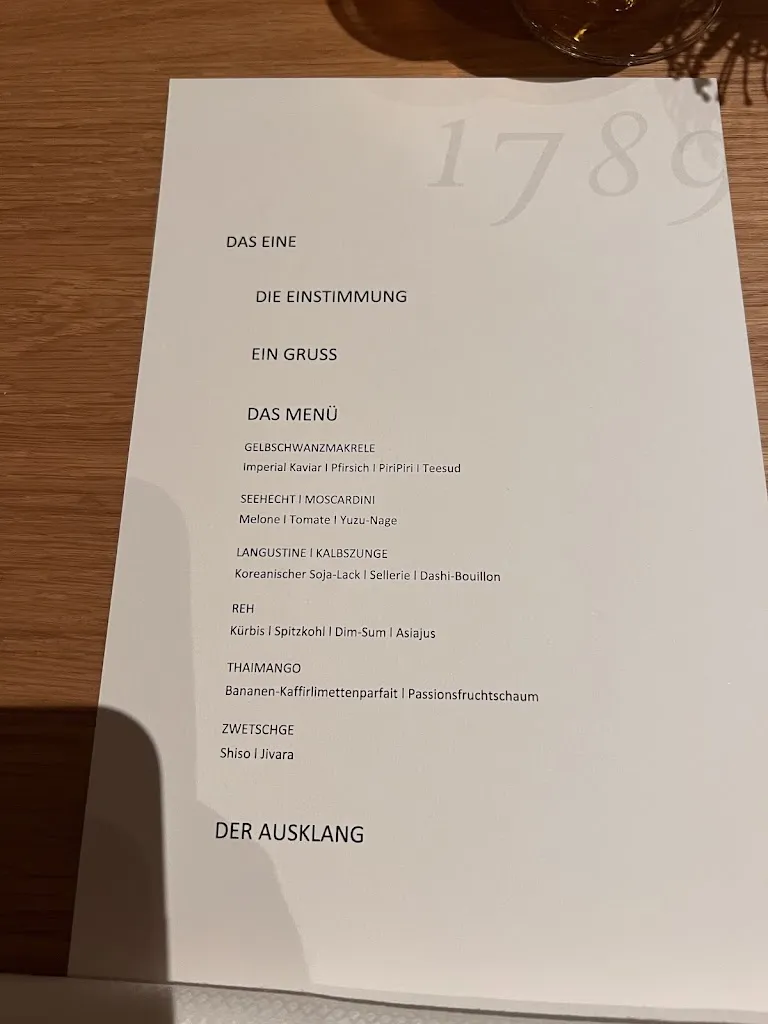 1789
DAS EINE
DIE EINSTIMMUNG
EIN GRUSS
DAS MENÜ
GELBSCHWANZMAKRELE
Imperial Kaviar I Pfirsich I PiriPiri I Teesud
SEEHECHT I MOSCARDINI
Melone I Tomate I Yuzu-Nage
LANGUSTINE I KALBSZUNGE
Koreanischer Soja-Lack I Sellerie I Dashi-Bouillon
REH
Kürbis I Spitzkohl I Dim-Sum I Asiajus
THAIMANGO
Bananen-Kaffirlimettenparfait I Passionsfruchtschaum
ZWETSCHGE
Shiso I Jivara
DER AUSKLANG